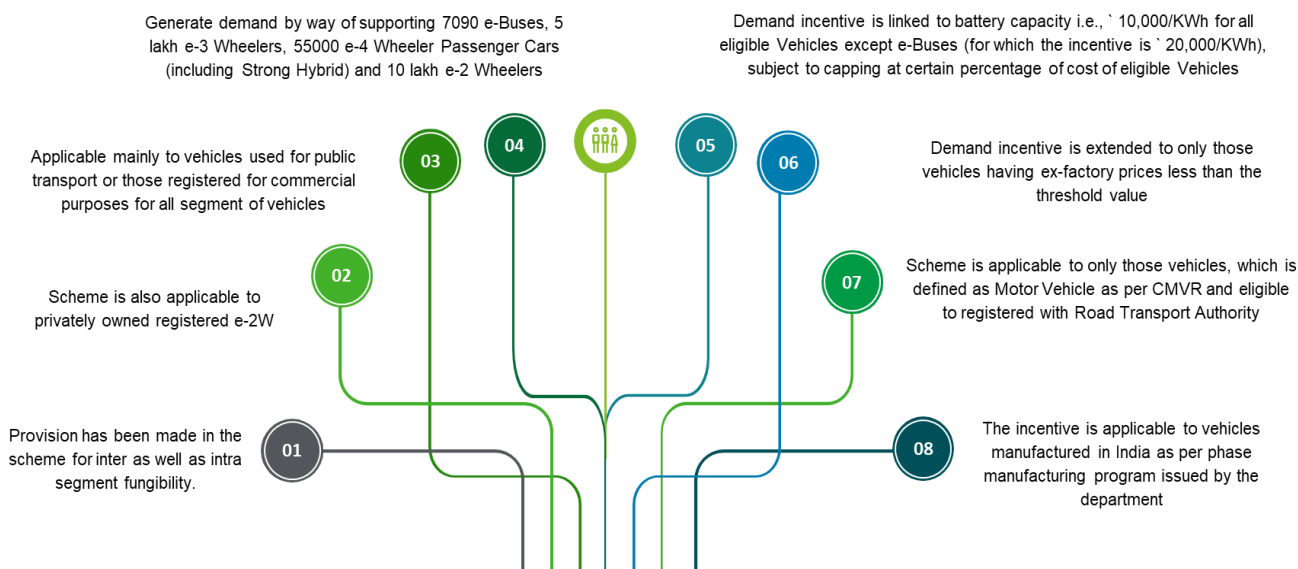 Generate demand by way of supporting 7090 e-Buses, 5
lakh e-3 Wheelers, 55000 e-4 Wheeler Passenger Cars
(including Strong Hybrid) and 10 lakh e-2 Wheelers
Demand incentive is linked to battery capacity i.e., ` 10,000/KWh for all
eligible Vehicles except e-Buses (for which the incentive is ` 20,000/KWh),
subject to capping at certain percentage of cost of eligible Vehicles
04
05
03
06
Applicable mainly to vehicles used for public
transport or those registered for commercial
purposes for all segment of vehicles
Demand incentive is extended to only those
vehicles having ex-factory prices less than the
threshold value
02
07
Scheme is also applicable to
privately owned registered e-2W
Scheme is applicable to only those vehicles, which is
defined as Motor Vehicle as per CMVR and eligible
to registered with Road Transport Authority
01
08
Provision has been made in the
scheme for inter as well as intra
segment fungibility.
The incentive is applicable to vehicles
manufactured in India as per phase
manufacturing program issued by the
department